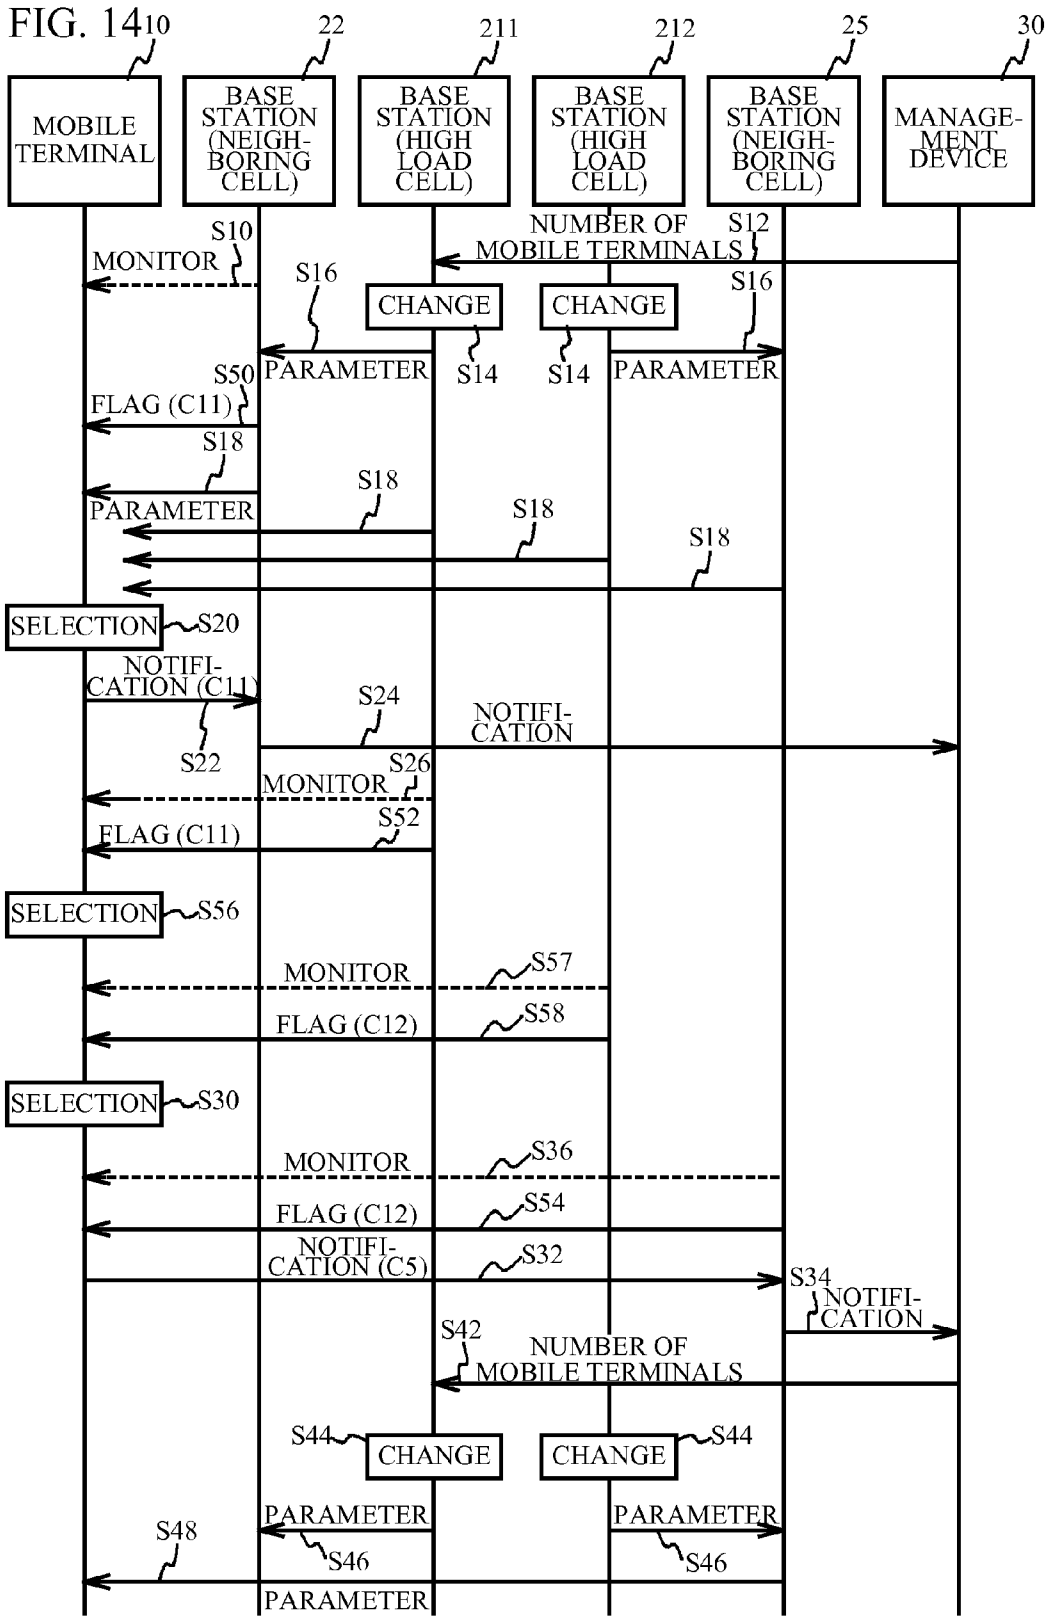 FIG. 14
10
22
211
212
25
30
MOBILE
TERMINAL
BASE
STATION
(NEIGH-
BORING
CELL)
BASE
STATION
(HIGH
LOAD
CELL)
BASE
STATION
(HIGH
LOAD
CELL)
BASE
STATION
(NEIGH-
BORING
CELL)
MANAGE-
MENT
DEVICE
S10
MONITOR
NUMBER OF
MOBILE TERMINALS
S12
S16
CHANGE
CHANGE
S16
PARAMETER
S14
S14
PARAMETER
S50
FLAG (C11)
S18
PARAMETER
S18
S18
S18
SELECTION
S20
NOTIFI-
CATION (C11)
S22
S24
NOTIFI-
CATION
S26
MONITOR
S52
FLAG (C11)
SELECTION
S56
MONITOR
S57
FLAG (C12)
S58
SELECTION
S30
MONITOR
S36
FLAG (C12)
S54
NOTIFI-
CATION (C5)
S32
S34
NOTIFI-
CATION
S42
NUMBER OF
MOBILE TERMINALS
S44
CHANGE
CHANGE
S44
PARAMETER
PARAMETER
S46
S46
S48
PARAMETER